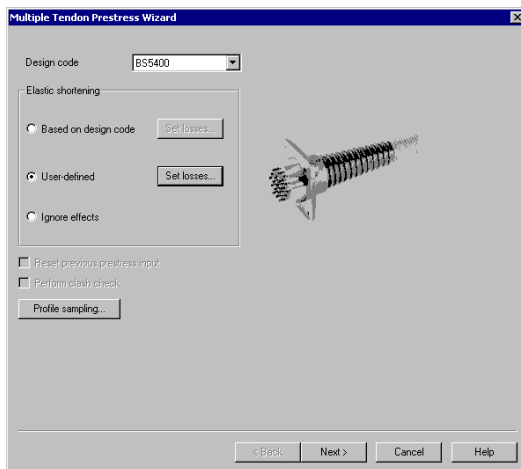 Multiple Tendon Prestress Wizard
Design code BS5400
Elastic shortening
Based on design code Set losses...
User-defined Set losses...
Ignore effects
Reset previous prestress input
Perform clash check
Profile sampling...
< Back Next > Cancel Help